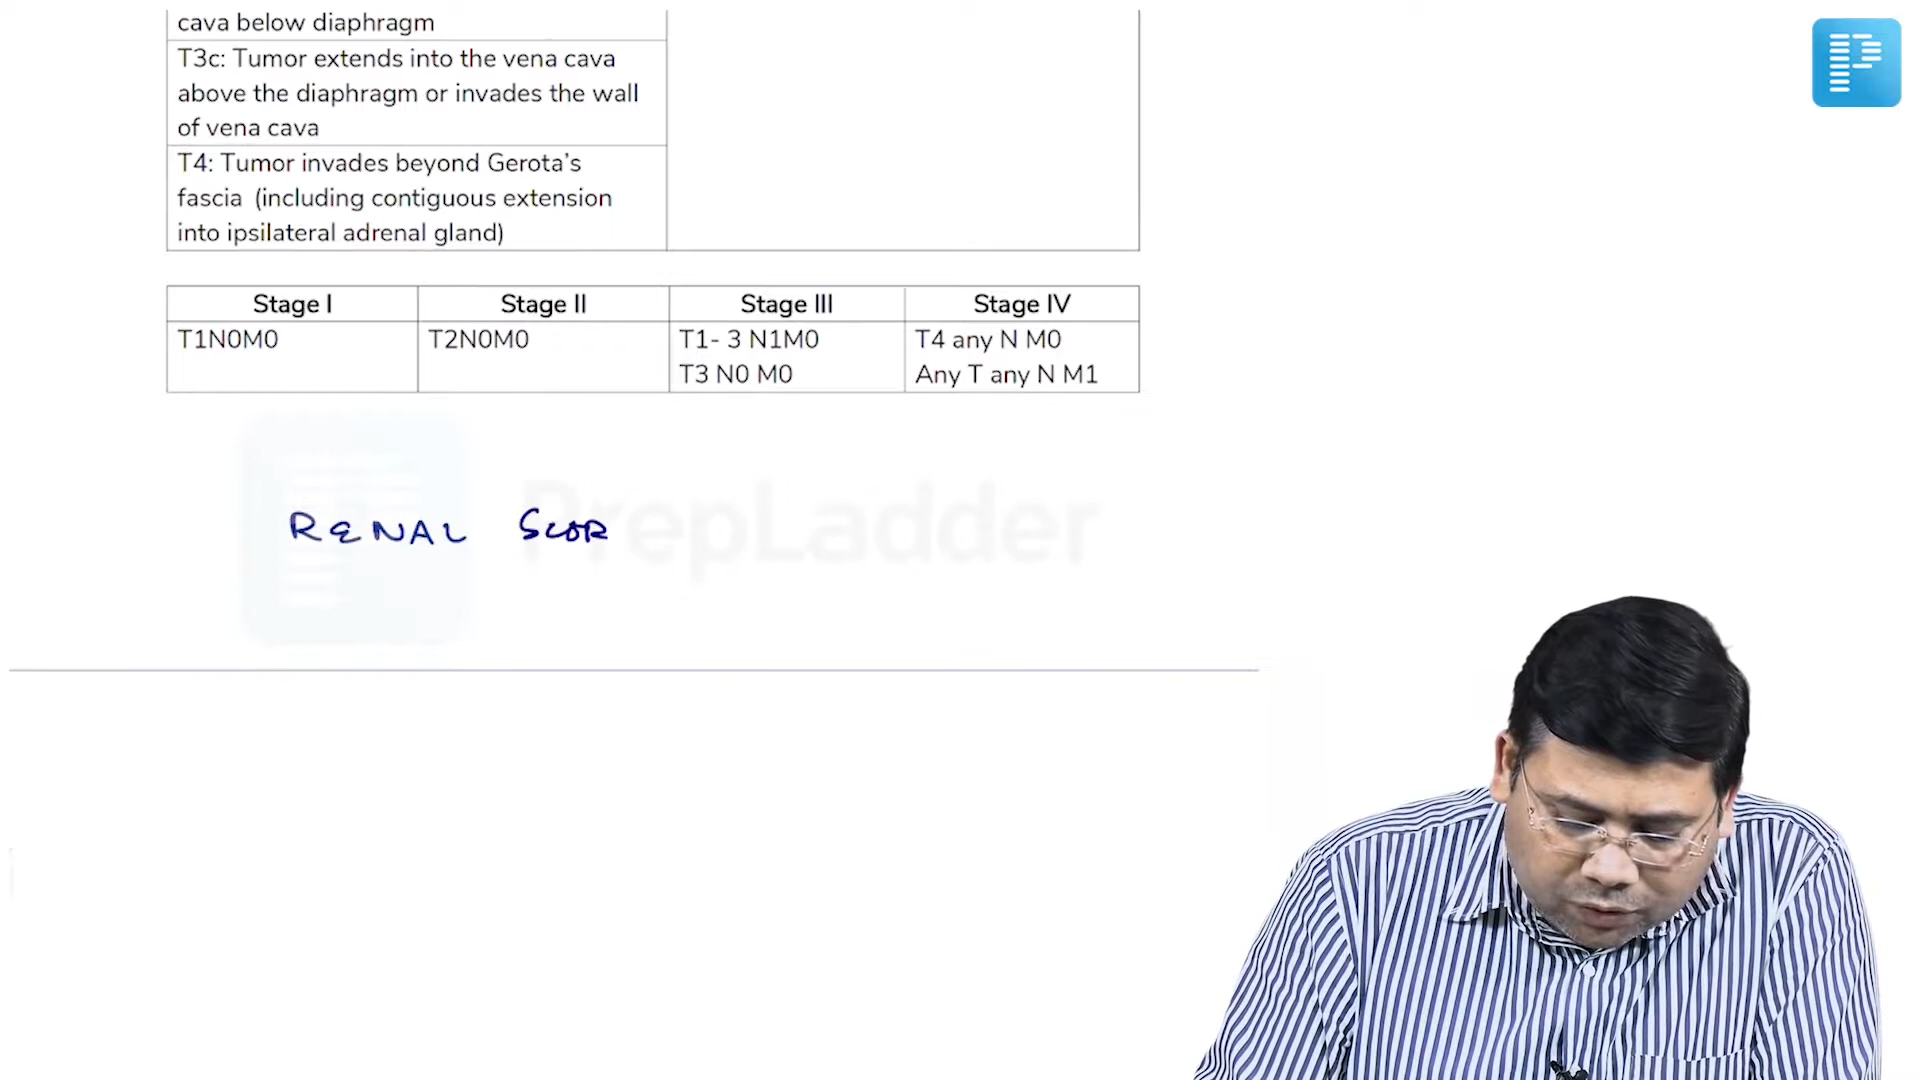 cava below diaphragm
T3c: Tumor extends into the vena cava
above the diaphragm or invades the wall
of vena cava
T4: Tumor invades beyond Gerota’s
fascia (including contiguous extension
into ipsilateral adrenal gland)
Stage I Stage II Stage III Stage IV
T1N0M0 T2N0M0 T1- 3 N1M0 T4 any N M0
T3 N0 M0 Any T any N M1
PrepLadder
RENAL SCOR